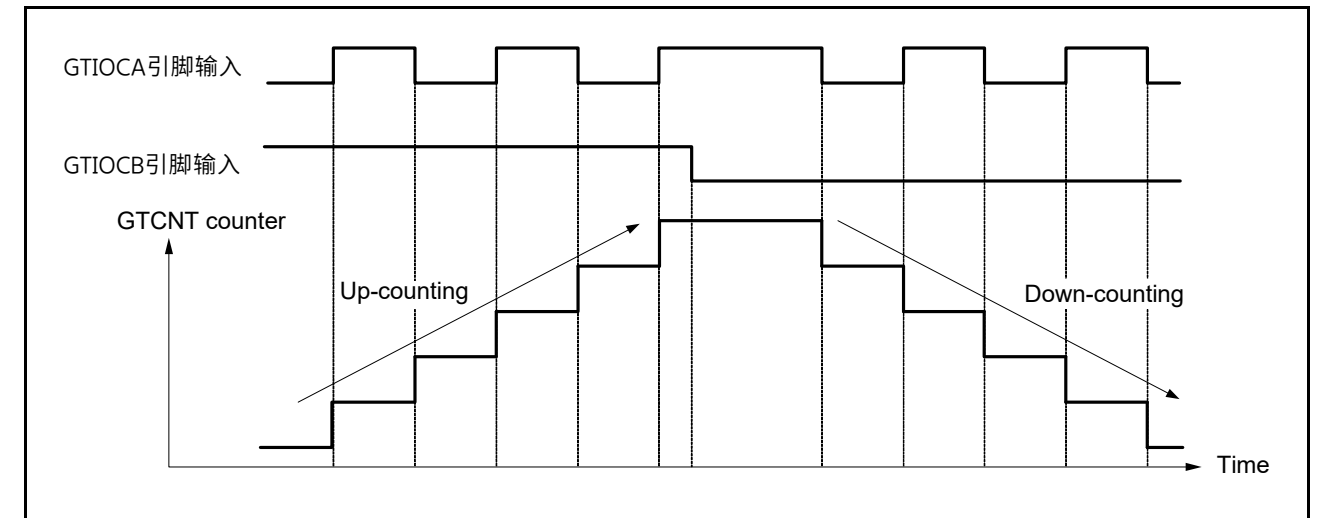 GTIOCA引脚输入
GTIOCB引脚输入
GTCNT counter
Up-counting
Down-counting
Time